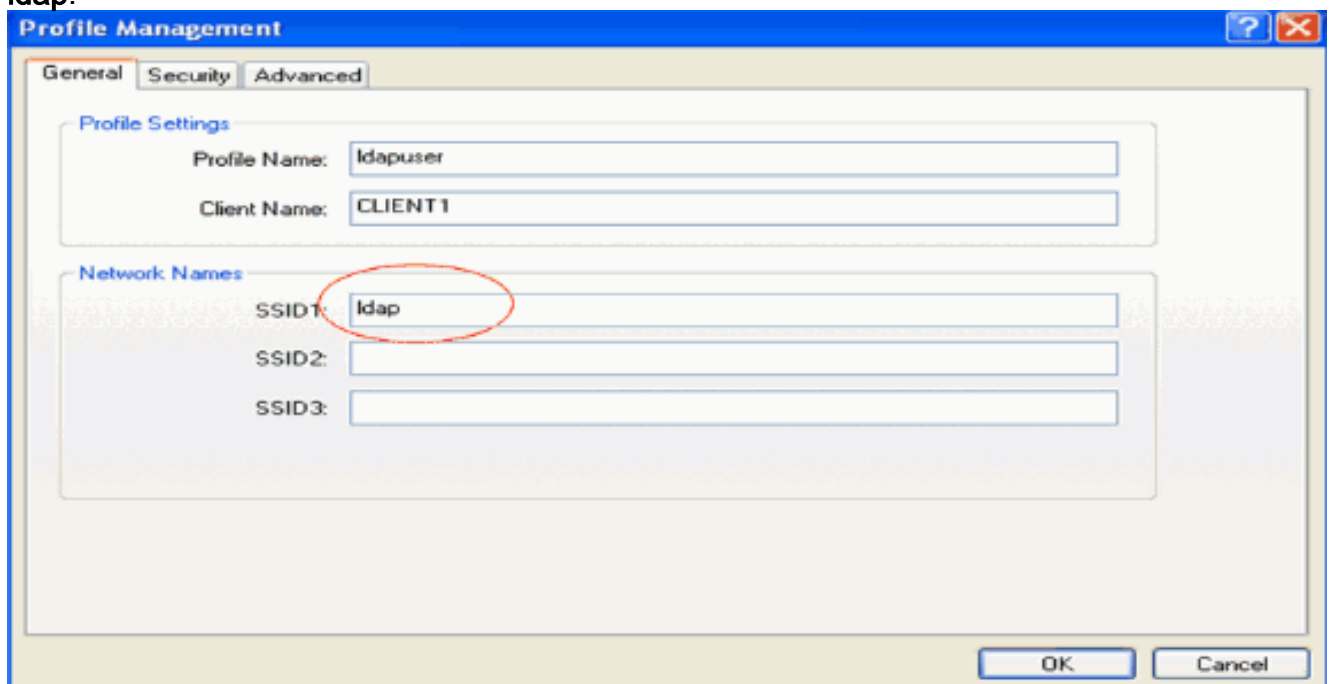 ldap.
Profile Management
General Security Advanced
Profile Settings
Profile Name: ldapuser
Client Name: CLIENT1
Network Names
SSID1: ldap
SSID2:
SSID3:
OK Cancel